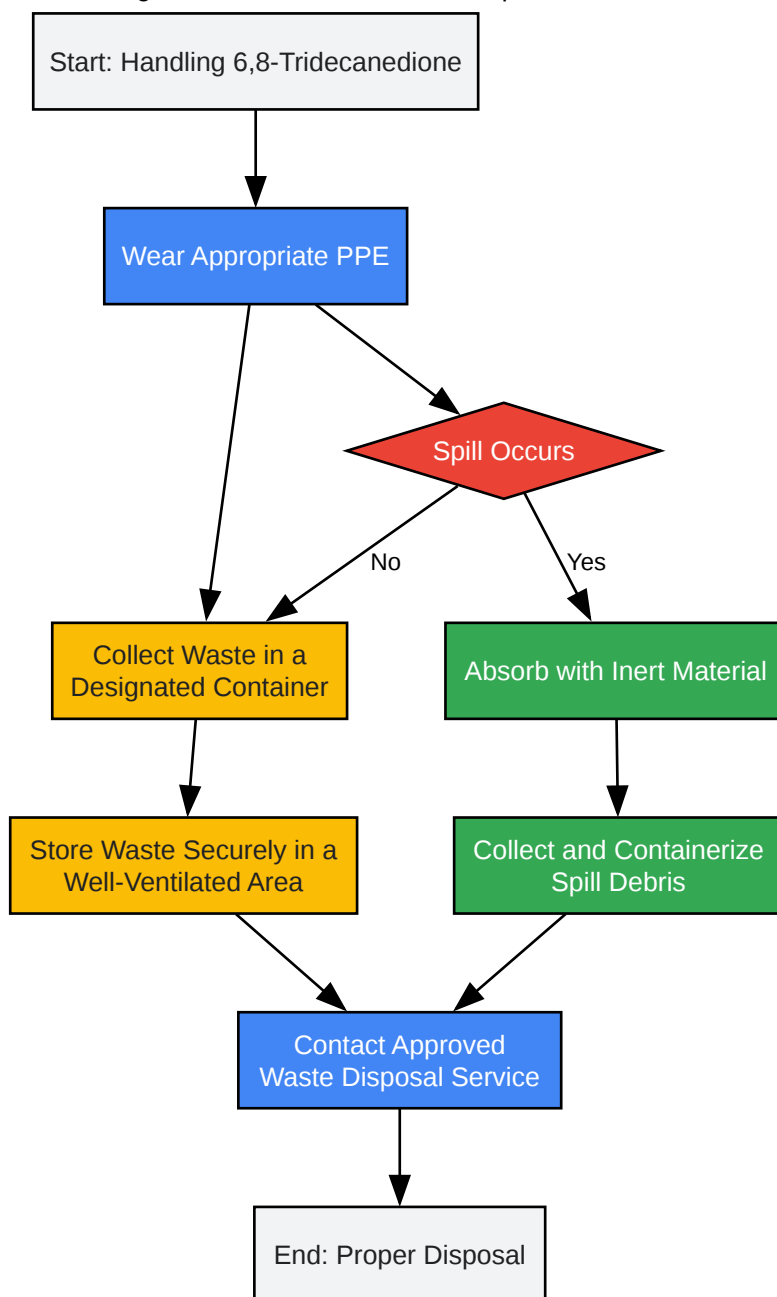 Start: Handling 6,8-Tridecanedione
Wear Appropriate PPE
Spill Occurs
No
Yes
Collect Waste in a
Designated Container
Absorb with Inert Material
Store Waste Securely in a
Well-Ventilated Area
Collect and Containerize
Spill Debris
Contact Approved
Waste Disposal Service
End: Proper Disposal